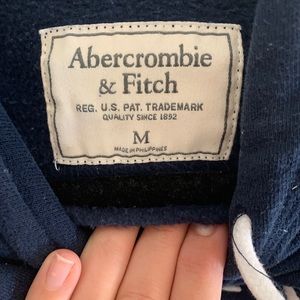 Abercrombie
& Fitch
REG. U.S. PAT. TRADEMARK
QUALITY SINCE 1892
M
MADE IN PHILIPPINES